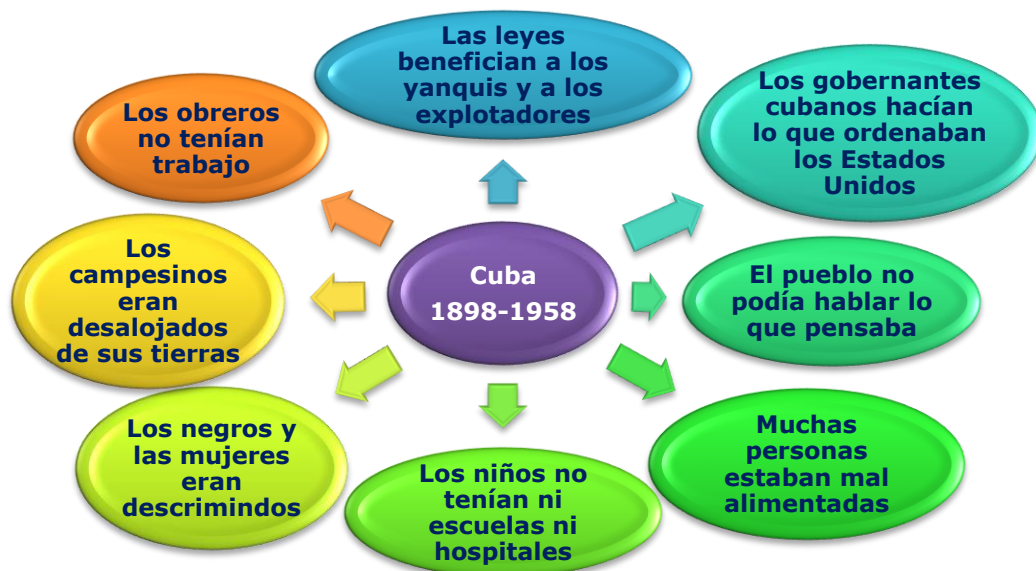 Las leyes
benefician a los
yanquis y a los
explotadores
Los gobernantes
cubanos hacían
lo que ordenaban
los Estados
Unidos
El pueblo no
podía hablar lo
que pensaba
Muchas
personas
estaban mal
alimentadas
Los niños no
tenían ni
escuelas ni
hospitales
Los negros y
las mujeres
eran
descrimindos
Los
campesinos
eran
desalojados
de sus tierras
Los obreros
no tenían
trabajo
Cuba
1898-1958